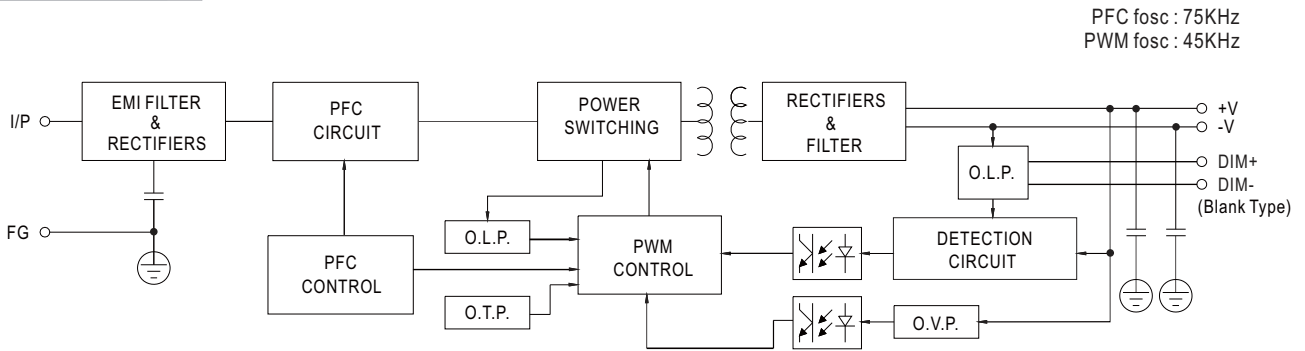 PFC fosc : 75KHz
PWM fosc : 45KHz
I/P
EMI FILTER
&
RECTIFIERS
PFC
CIRCUIT
POWER
SWITCHING
RECTIFIERS
&
FILTER
+V
-V
DIM+
DIM-
(Blank Type)
O.L.P.
FG
O.L.P.
PFC
CONTROL
PWM
CONTROL
DETECTION
CIRCUIT
O.T.P.
O.V.P.